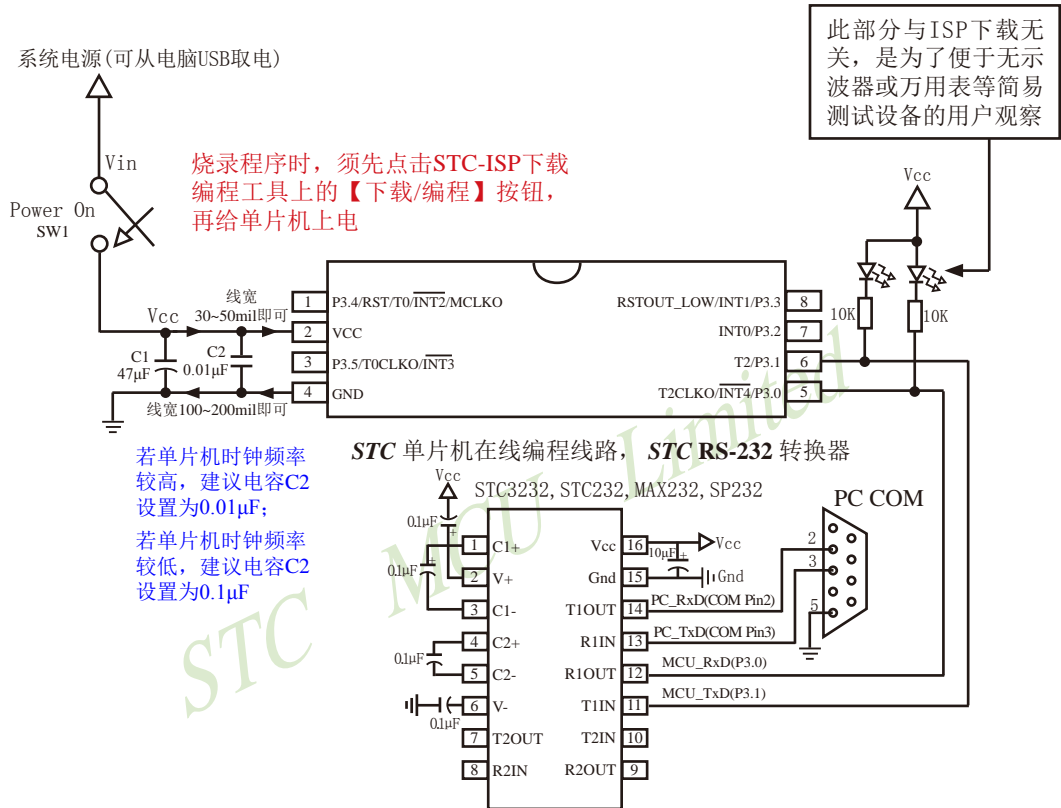 系统电源(可从电脑USB取电)
Vin
Power On
SW1
烧录程序时，须先点击STC-ISP下载
编程工具上的【下载/编程】按钮，
再给单片机上电
此部分与ISP下载无
关，是为了便于无示
波器或万用表等简易
测试设备的用户观察
Vcc
10K
10K
Vcc
线宽
30~50mil即可
C1
47μF
C2
0.01μF
线宽100~200mil即可
1 P3.4/RST/T0/INT2/MCLKO
2 VCC
3 P3.5/T0CLKO/INT3
4 GND
RSTOUT_LOW/INT1/P3.3 8
INT0/P3.2 7
T2/P3.1 6
T2CLKO/INT4/P3.0 5
若单片机时钟频率
较高，建议电容C2
设置为0.01μF；
若单片机时钟频率
较低，建议电容C2
设置为0.1μF
STC 单片机在线编程线路， STC RS-232 转换器
STC3232, STC232, MAX232, SP232
Vcc
0.1μF
+
0.1μF
+
0.1μF
0.1μF
1 C1+
2 V+
3 C1-
4 C2+
5 C2-
6 V-
7 T2OUT
8 R2IN
Vcc 16
Gnd 15
T1OUT 14
R1IN 13
R1OUT 12
T1IN 11
T2IN 10
R2OUT 9
10μF
+
Vcc
Gnd
PC_RxD(COM Pin2)
PC_TxD(COM Pin3)
MCU_RxD(P3.0)
MCU_TxD(P3.1)
PC COM
2
3
5
STC MCU Limited